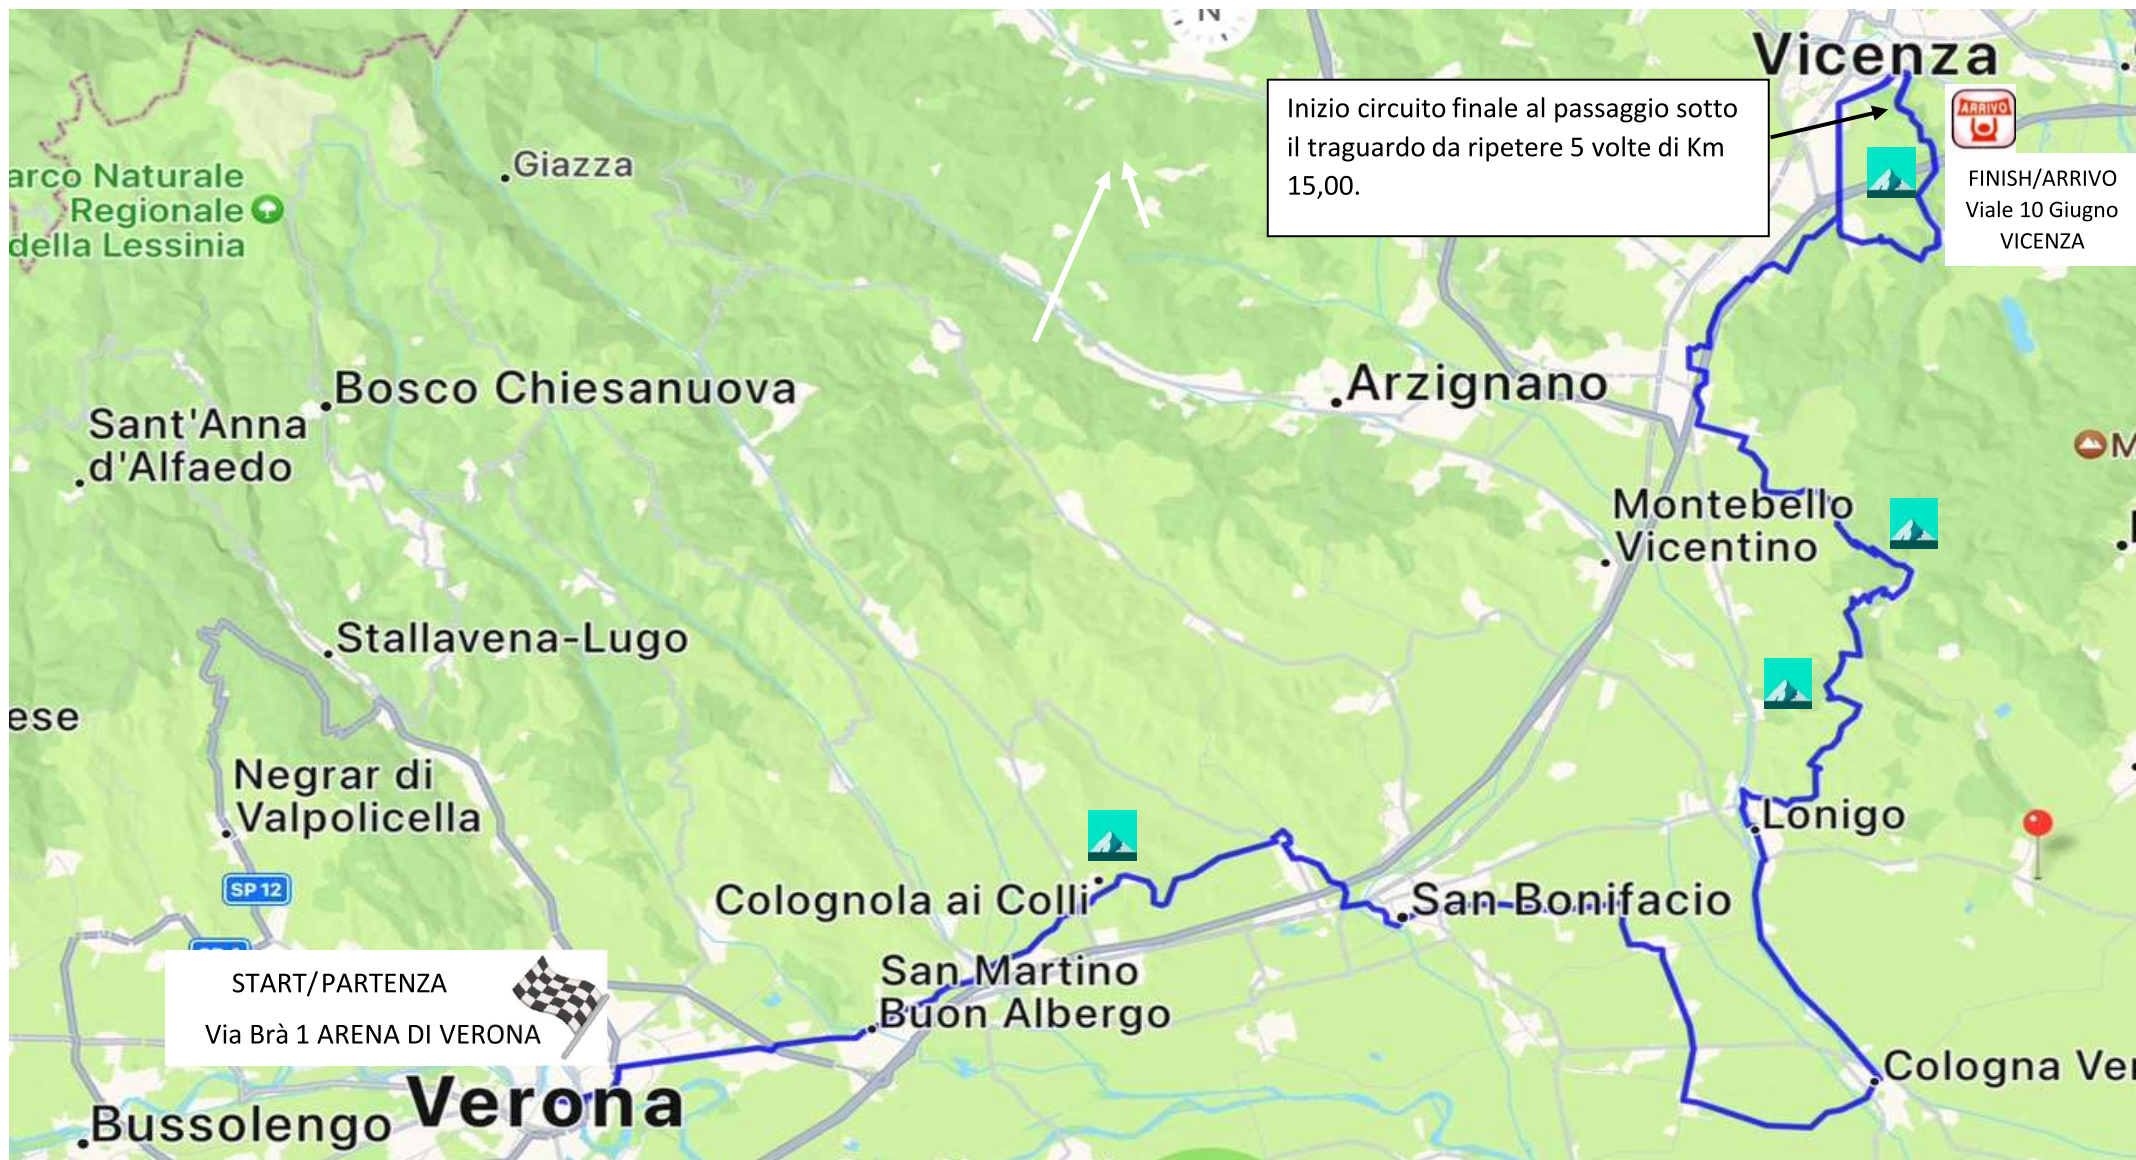 N
Vicenza
Inizio circuito finale al passaggio sotto
il traguardo da ripetere 5 volte di Km
15,00.
ARRIVO
FINISH/ARRIVO
Viale 10 Giugno
VICENZA
Giazza
arco Naturale
Regionale
della Lessinia
Bosco Chiesanuova
Arzignano
Sant'Anna
d'Alfaedo
M
Montebello
Vicentino
Stallavena-Lugo
ese
Negrar di
Valpolicella
Lonigo
SP 12
Colognola ai Colli
San Bonifacio
START/PARTENZA
Via Brà 1 ARENA DI VERONA
San Martino
Buon Albergo
Cologna Ver
Verona
Bussolengo